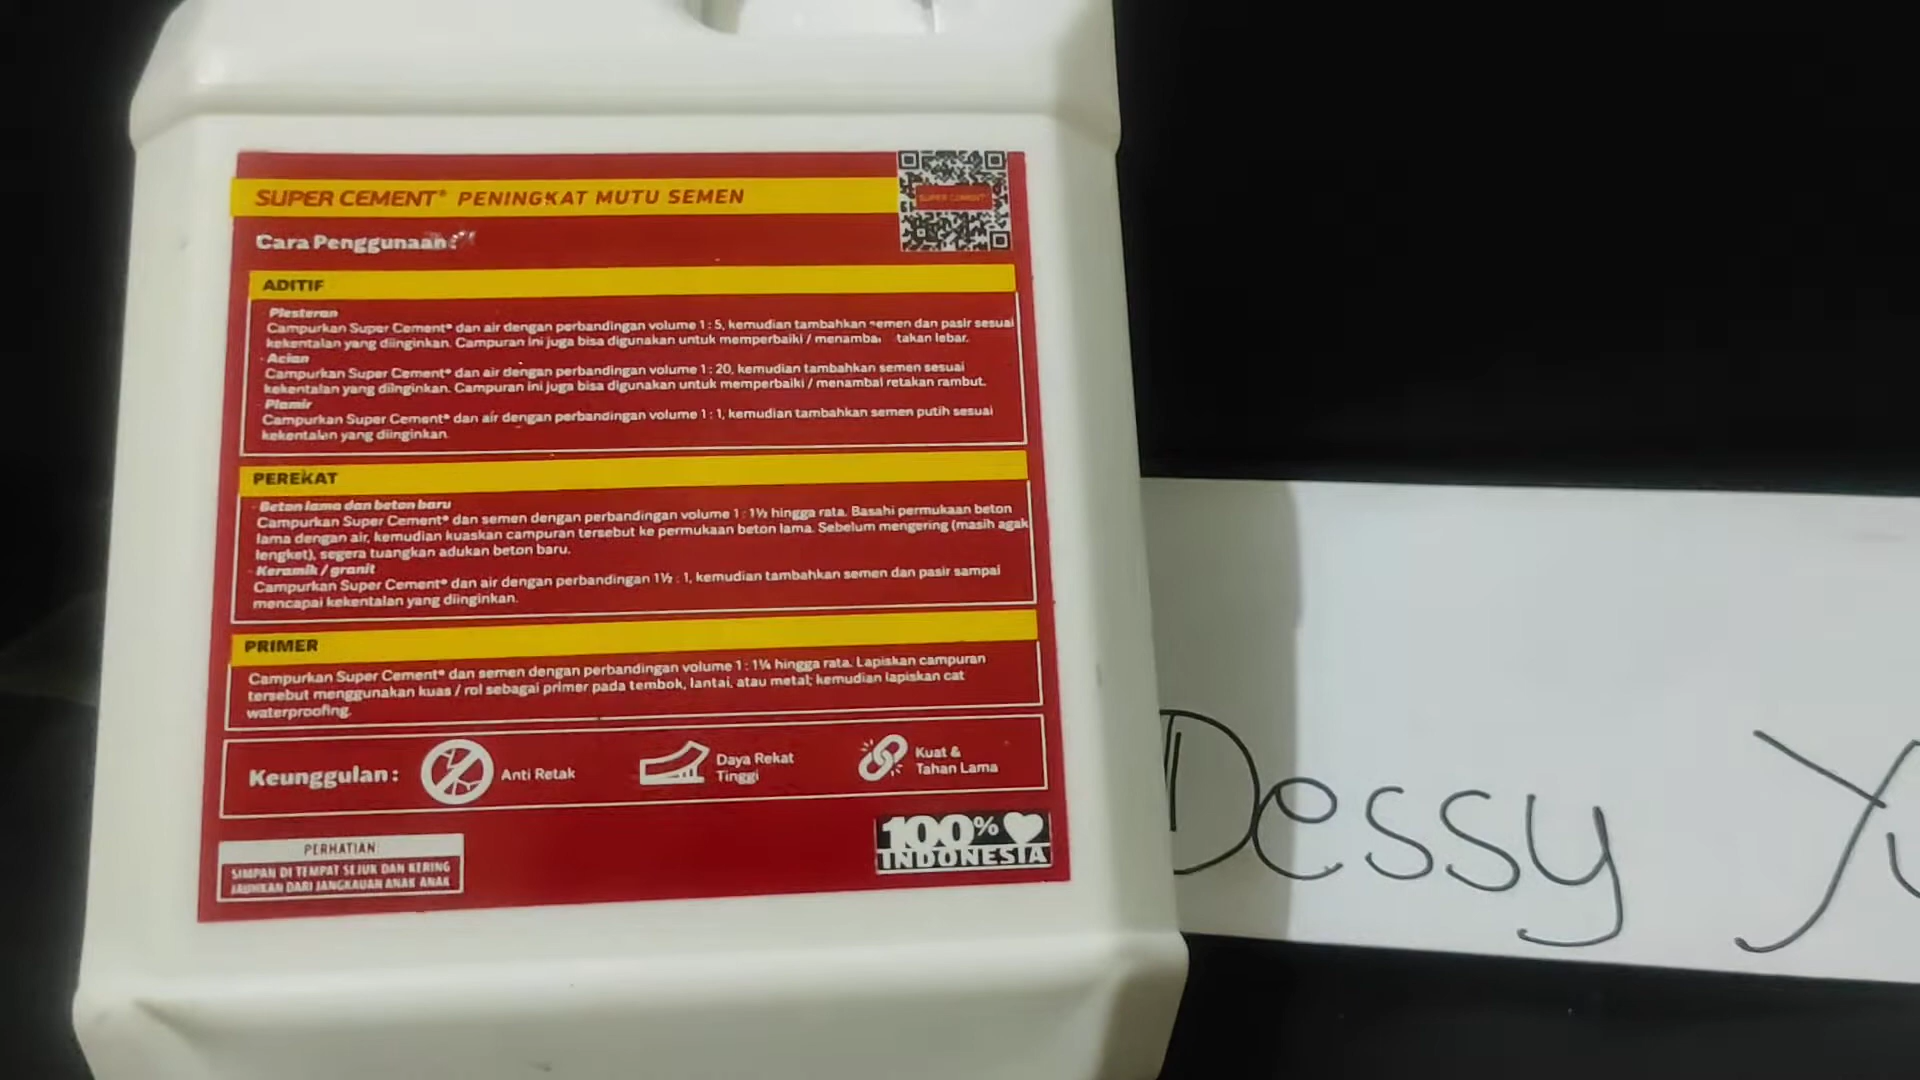 SUPER CEMENT® PENINGKAT MUTU SEMEN
SUPER CEMENT
Cara Penggunaan:
ADITIF
Plesteran
Campurkan Super Cement® dan air dengan perbandingan volume 1 : 5, kemudian tambahkan semen dan pasir sesuai
kekentalan yang diinginkan. Campuran ini juga bisa digunakan untuk memperbaiki / takan lebar.
Acian
Campurkan Super Cement® dan air dengan perbandingan volume 1 : 20, kemudian tambahkan semen sesuai
kekentalan yang diinginkan. Campuran ini juga bisa digunakan untuk memperbaiki / menambal retakan rambut.
Plamir
Campurkan Super Cement® dan air dengan perbandingan volume 1 : 1, kemudian tambahkan semen putih sesuai
kekentalan yang diinginkan.
PEREKAT
- Beton lama dan beton baru
Campurkan Super Cement® dan semen dengan perbandingan volume 1 : 1½ hingga rata. Basahi permukaan beton
lama dengan air, kemudian kuaskan campuran tersebut ke permukaan beton lama. Sebelum mengering (masih agak
lengket), segera tuangkan adukan beton baru.
- Keramik / granit
Campurkan Super Cement® dan air dengan perbandingan 1½ : 1, kemudian tambahkan semen dan pasir sampai
mencapai kekentalan yang diinginkan.
PRIMER
Campurkan Super Cement® dan semen dengan perbandingan volume 1 : 1¼ hingga rata. Lapiskan campuran
tersebut menggunakan kuas / rol sebagai primer pada tembok, lantai, atau metal; kemudian lapiskan cat
waterproofing.
Keunggulan :
Anti Retak
Daya Rekat
Tinggi
Kuat &
Tahan Lama
PERHATIAN:
SIMPAN DI TEMPAT SEJUK DAN KERING
JAUHKAN DARI JANGKAUAN ANAK ANAK
100%
INDONESIA
Dessy Yu